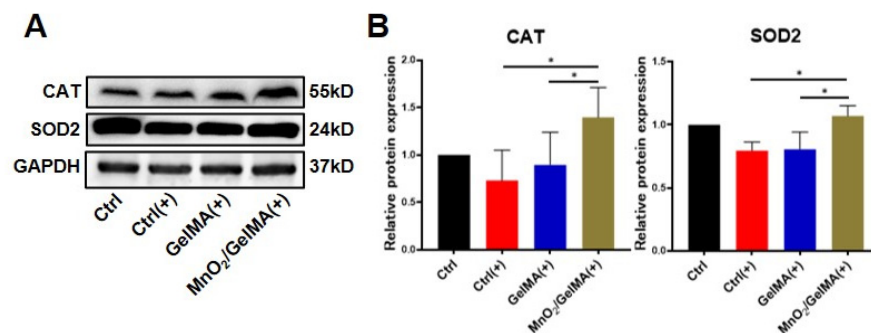 A
CAT
55kD
SOD2
24kD
GAPDH
37kD
Ctrl
Ctrl(+)
GelMA(+)
MnO₂/GelMA(+)
B
CAT
Relative protein expression
2.0
1.5
1.0
0.5
0.0
*
*
Ctrl
Ctrl(+)
GelMA(+)
MnO₂/GelMA(+)
SOD2
Relative protein expression
1.5
1.0
0.5
0.0
*
*
Ctrl
Ctrl(+)
GelMA(+)
MnO₂/GelMA(+)